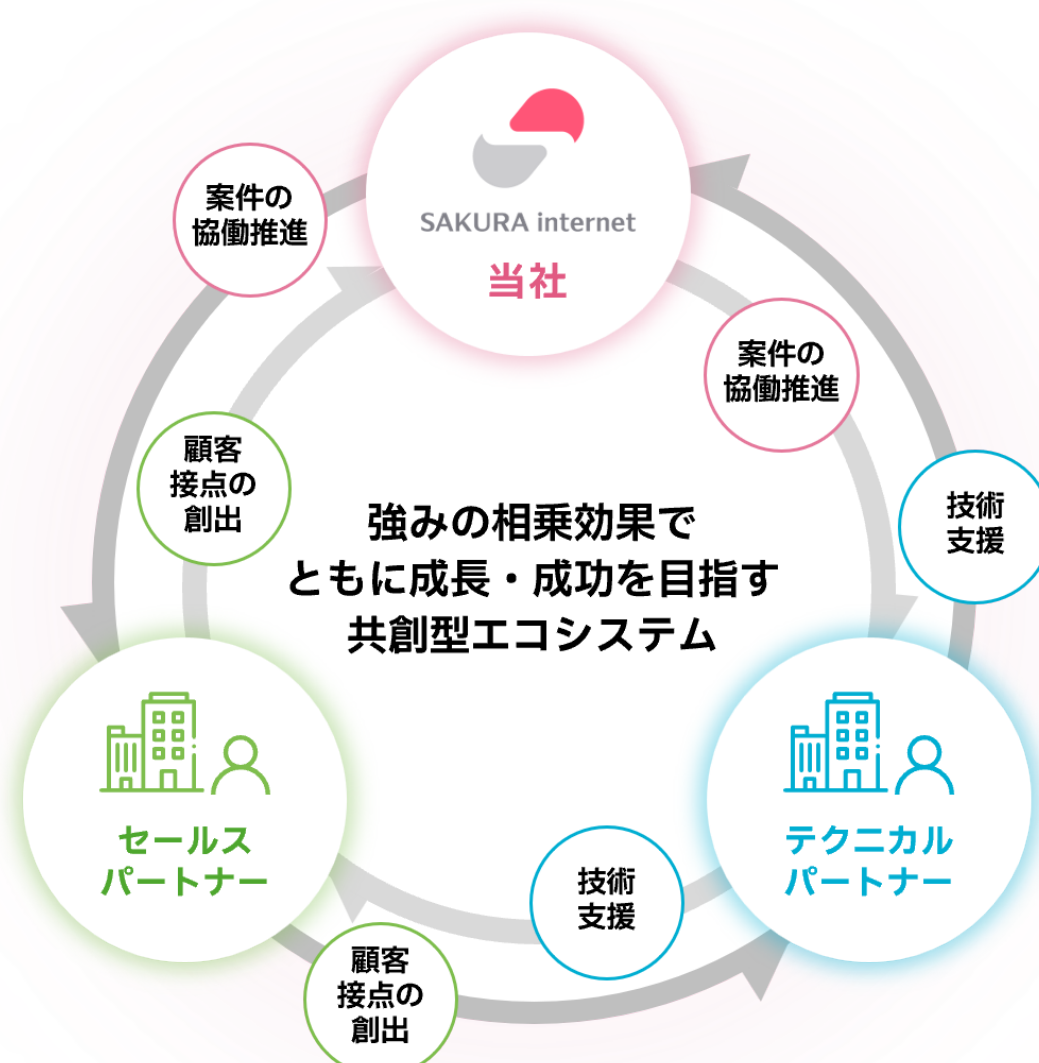 SAKURA internet
当社
案件の
協働推進
案件の
協働推進
顧客
接点の
創出
技術
支援
強みの相乗効果で
ともに成長・成功を目指す
共創型エコシステム
セールス
パートナー
テクニカル
パートナー
技術
支援
顧客
接点の
創出